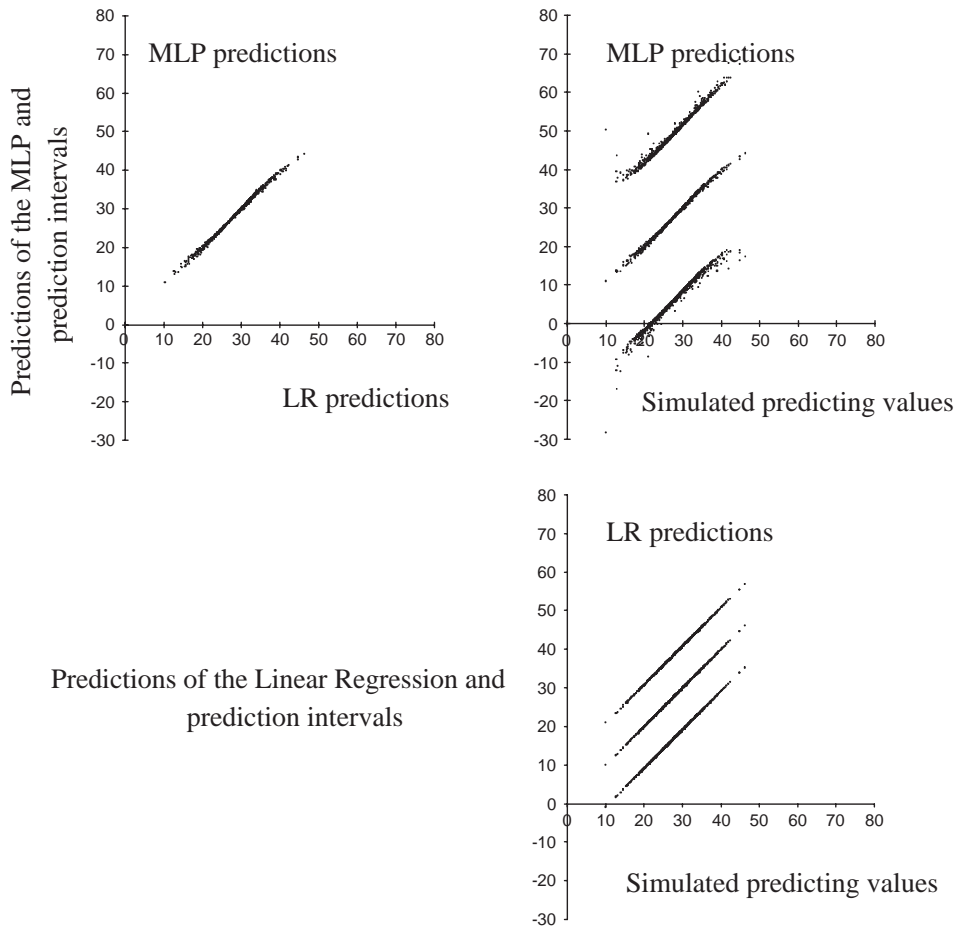 Predictions of the MLP and
prediction intervals
80
70
60
50
40
30
20
10
0
-10
-20
-30
0 10 20 30 40 50 60 70 80
MLP predictions
LR predictions
80
70
60
50
40
30
20
10
0
-10
-20
-30
0 10 20 30 40 50 60 70 80
MLP predictions
Simulated predicting values
Predictions of the Linear Regression and
prediction intervals
80
70
60
50
40
30
20
10
0
-10
-20
-30
0 10 20 30 40 50 60 70 80
LR predictions
Simulated predicting values